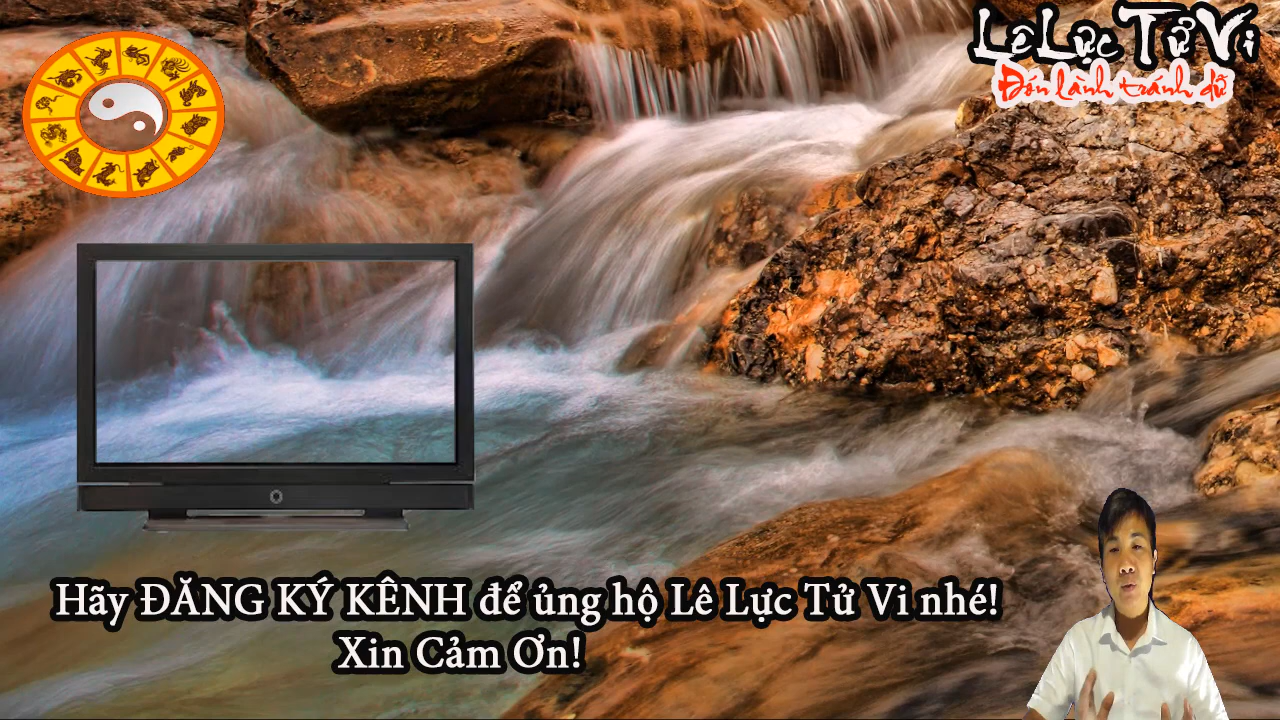 Lê Lực Tử Vi
Đón lành tránh dữ
Hãy ĐĂNG KÝ KÊNH để ủng hộ Lê Lực Tử Vi nhé!
Xin Cảm Ơn!